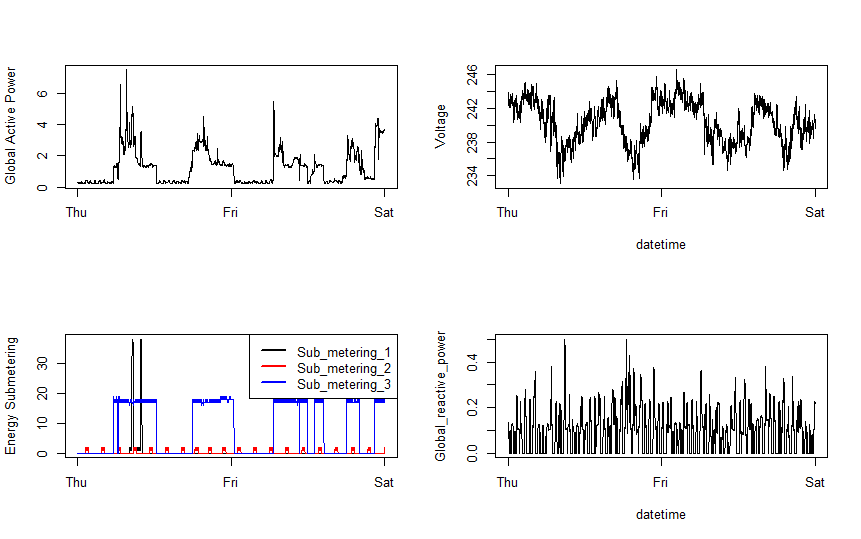 Global Active Power
6
4
2
0
Thu Fri Sat
Voltage
246
242
238
234
Thu Fri Sat
datetime
Energy Submetering
30
20
10
0
Sub_metering_1
Sub_metering_2
Sub_metering_3
Thu Fri Sat
Global_reactive_power
0.4
0.2
0.0
Thu Fri Sat
datetime